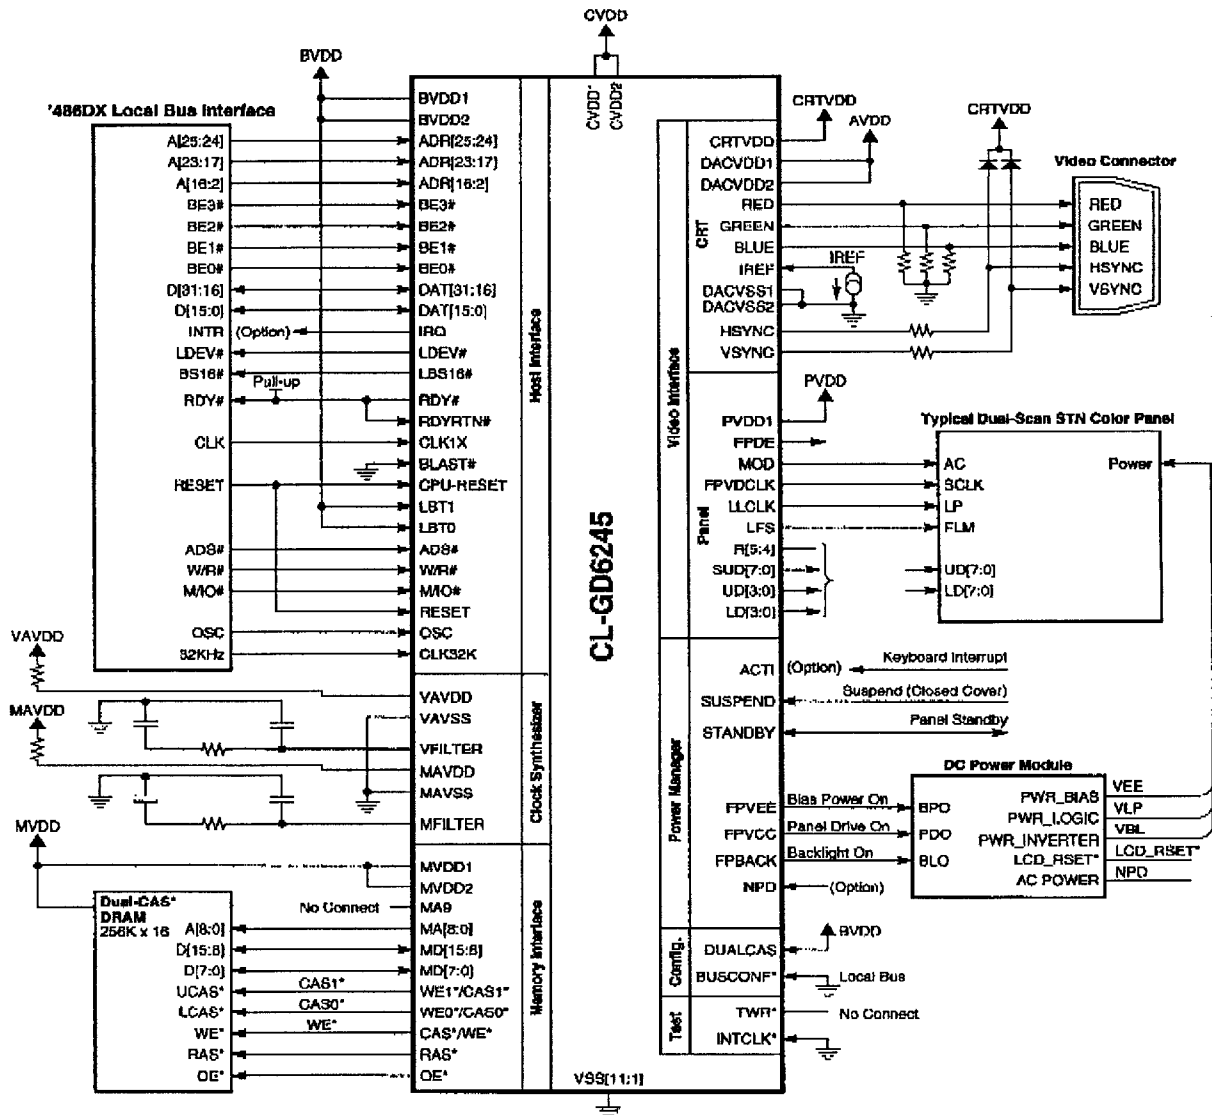 CVDD
BVDD
CVDD1
CVDD2
'486DX Local Bus Interface
A[25:24]
A[23:17]
A[16:2]
BE3#
BE2#
BE1#
BE0#
D[31:16]
D[15:0]
INTR (Option)
LDEV#
BS16#
Pull-up
RDY#
CLK
RESET
ADS#
W/R#
M/IO#
OSC
32KHz
VAVDD
MAVDD
MVDD
BVDD1
BVDD2
ADR[25:24]
ADR[23:17]
ADR[16:2]
BE3#
BE2#
BE1#
BE0#
DAT[31:16]
DAT[15:0]
IRQ
LDEV#
LBS16#
RDY#
RDYRTN#
CLK1X
BLAST#
CPU-RESET
LBT1
LBT0
ADS#
W/R#
M/IO#
RESET
OSC
CLK32K
Host Interface
VAVDD
VAVSS
VFILTER
MAVDD
MAVSS
MFILTER
Clock Synthesizer
MVDD1
MVDD2
MA9
No Connect
MA[8:0]
MD[15:8]
MD[7:0]
WE1*/CAS1*
WE0*/CAS0*
CAS*/WE*
RAS*
OE*
Memory Interface
Dual-CAS*
DRAM
256K x 16
A[8:0]
D[15:8]
D[7:0]
UCAS*
CAS1*
LCAS*
CAS0*
WE*
WE*
RAS*
OE*
CL-GD6245
VSS[11:1]
Video Interface
CRT
CRTVDD
AVDD
CRTVDD
CRTVDD
DACVDD1
DACVDD2
RED
GREEN
BLUE
IREF
IREF
DACVSS1
DACVSS2
HSYNC
VSYNC
Video Connector
RED
GREEN
BLUE
HSYNC
VSYNC
Panel
PVDD
PVDD1
FPDE
MOD
FPVDCLK
LLCLK
LFS
R[5:4]
SUD[7:0]
UD[3:0]
LD[3:0]
Typical Dual-Scan STN Color Panel
AC
SCLK
LP
FLM
UD[7:0]
LD[7:0]
Power
Power Manager
ACTI (Option)
Keyboard Interrupt
SUSPEND
Suspend (Closed Cover)
STANDBY
Panel Standby
FPVEE
Bias Power On
FPVCC
Panel Drive On
FPBACK
Backlight On
NPD
(Option)
DC Power Module
BPO
PDO
BLO
PWR_BIAS
PWR_LOGIC
PWR_INVERTER
LCD_RSET*
AC POWER
VEE
VLP
VBL
LCD_RSET*
NPD
Config.
DUALCAS
BVDD
BUSCONF*
Local Bus
Test
TWR*
No Connect
INTCLK*